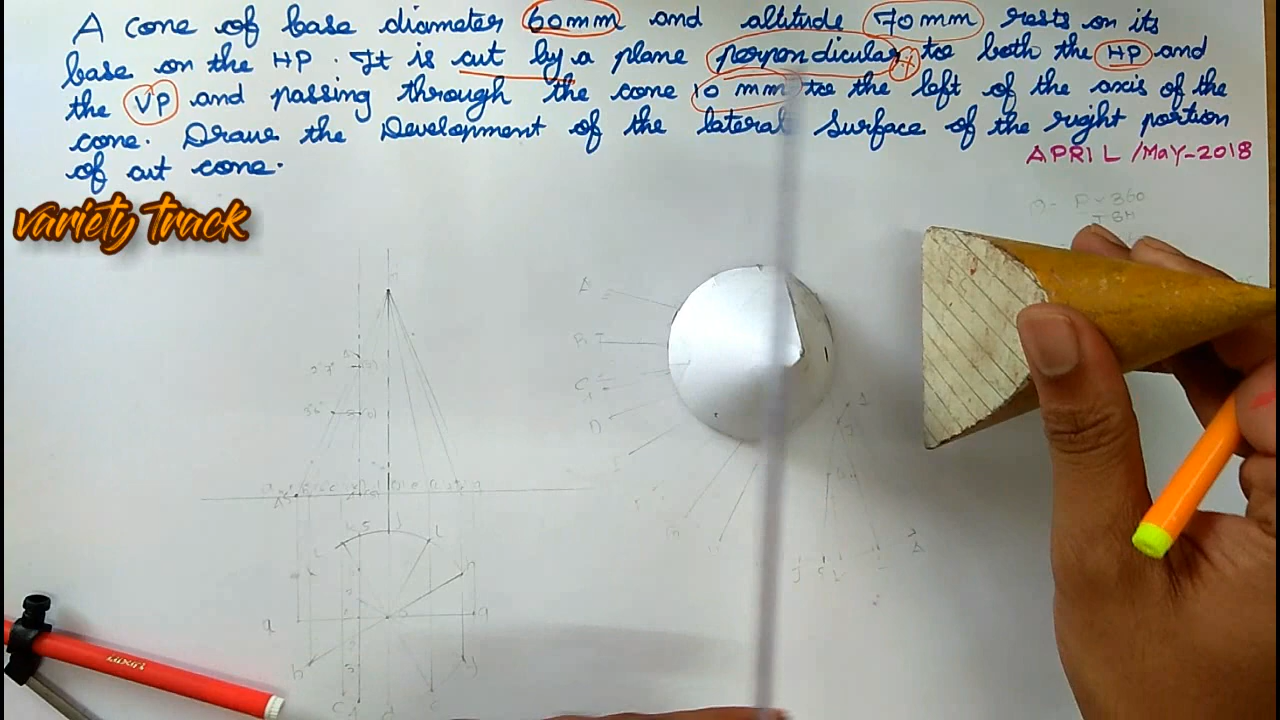 A cone of base diameter 60mm and altitude 70mm rests on its
base on the HP. It is cut by a plane perpendicular to both the HP and
the VP and passing through the cone 10 mm to the left of the axis of the
cone. Draw the Development of the lateral surface of the right portion
of cut cone.
APRIL/MAY-2018
variety track